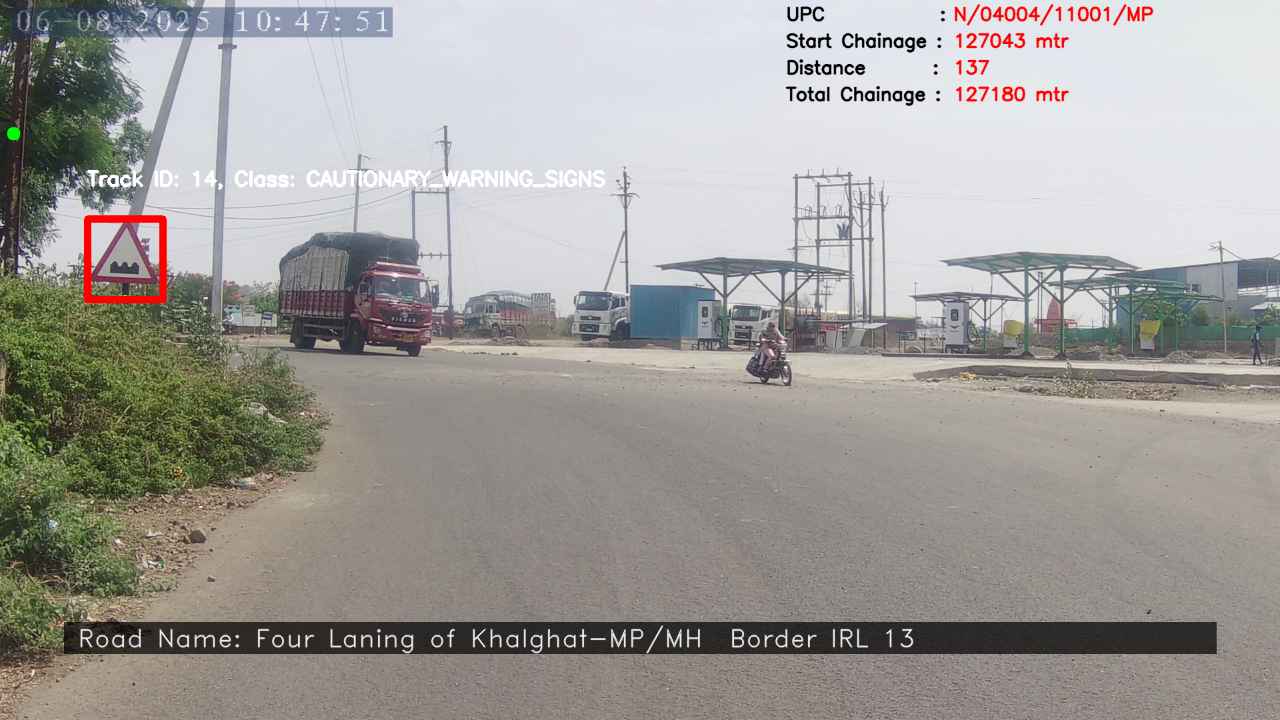 06-08-2025 10:47:51
UPC : N/04004/11001/MP
Start Chainage : 127043 mtr
Distance : 137
Total Chainage : 127180 mtr
Track ID: 14, Class: CAUTIONARY_WARNING_SIGNS
Road Name: Four Laning of Khalghat-MP/MH Border IRL 13